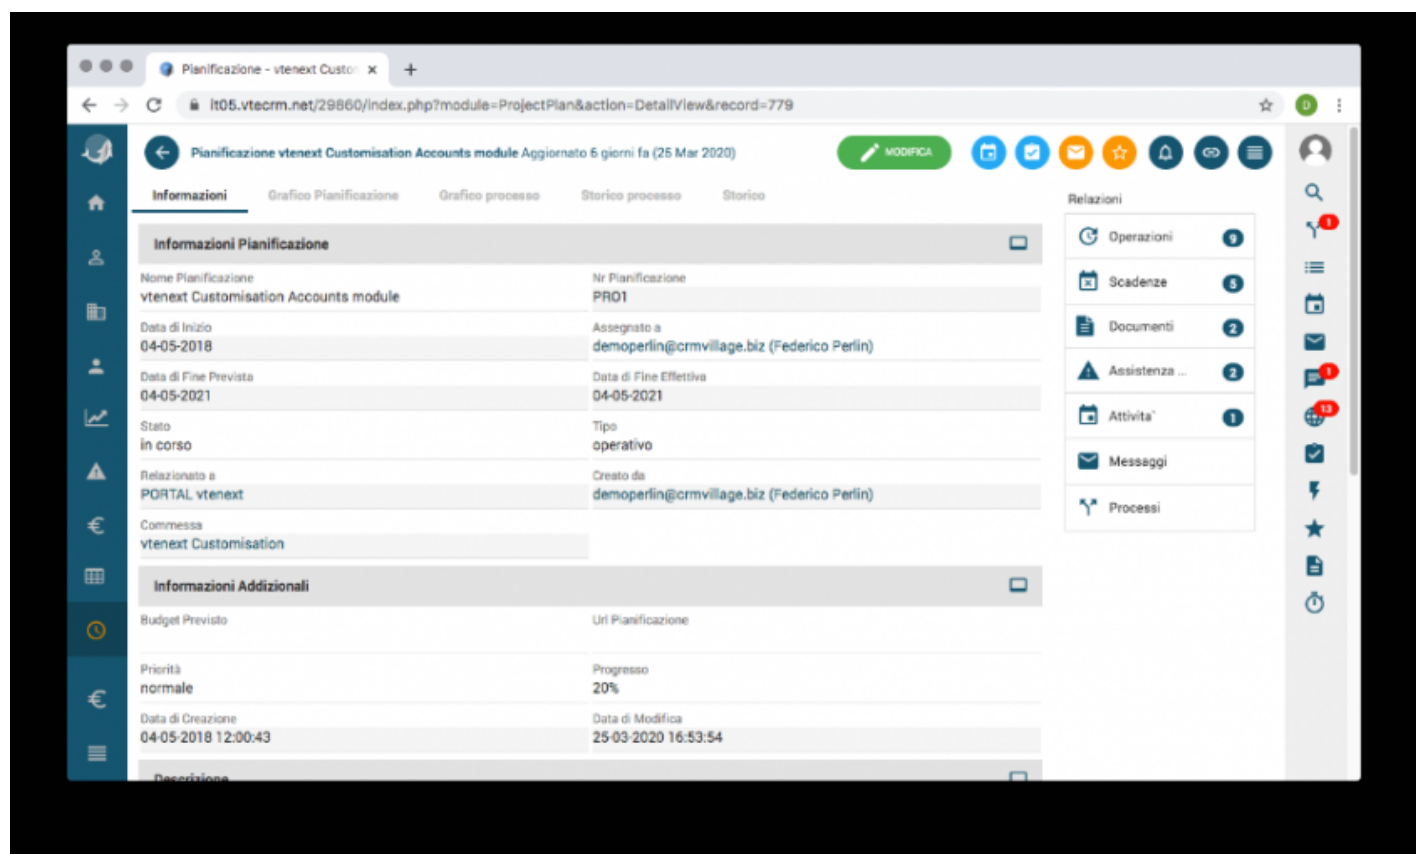 Pianificazione - vtenext Custo
it05.vtecrm.net/29860/index.php?module=ProjectPlan&action=DetailView&record=779
D
Pianificazione vtenext Customisation Accounts module Aggiornato 6 giorni fa (25 Mar 2020)
MODIFICA
Informazioni Grafico Pianificazione Grafico processo Storico processo Storico
Relazioni
Informazioni Pianificazione
Nome Pianificazione Nr Pianificazione
vtenext Customisation Accounts module PRO1
Data di Inizio Assegnato a
04-05-2018 demoperlin@crmvillage.biz (Federico Perlin)
Data di Fine Prevista Data di Fine Effettiva
04-05-2021 04-05-2021
Stato Tipo
in corso operativo
Relazionato a Creato da
PORTAL vtenext demoperlin@crmvillage.biz (Federico Perlin)
Commessa
vtenext Customisation
Informazioni Addizionali
Budget Previsto Url Pianificazione
Priorità Progresso
normale 20%
Data di Creazione Data di Modifica
04-05-2018 12:00:43 25-03-2020 16:53:54
Descrizione
Operazioni 9
Scadenze 5
Documenti 2
Assistenza ... 2
Attivita` 1
Messaggi
Processi
1
1
13